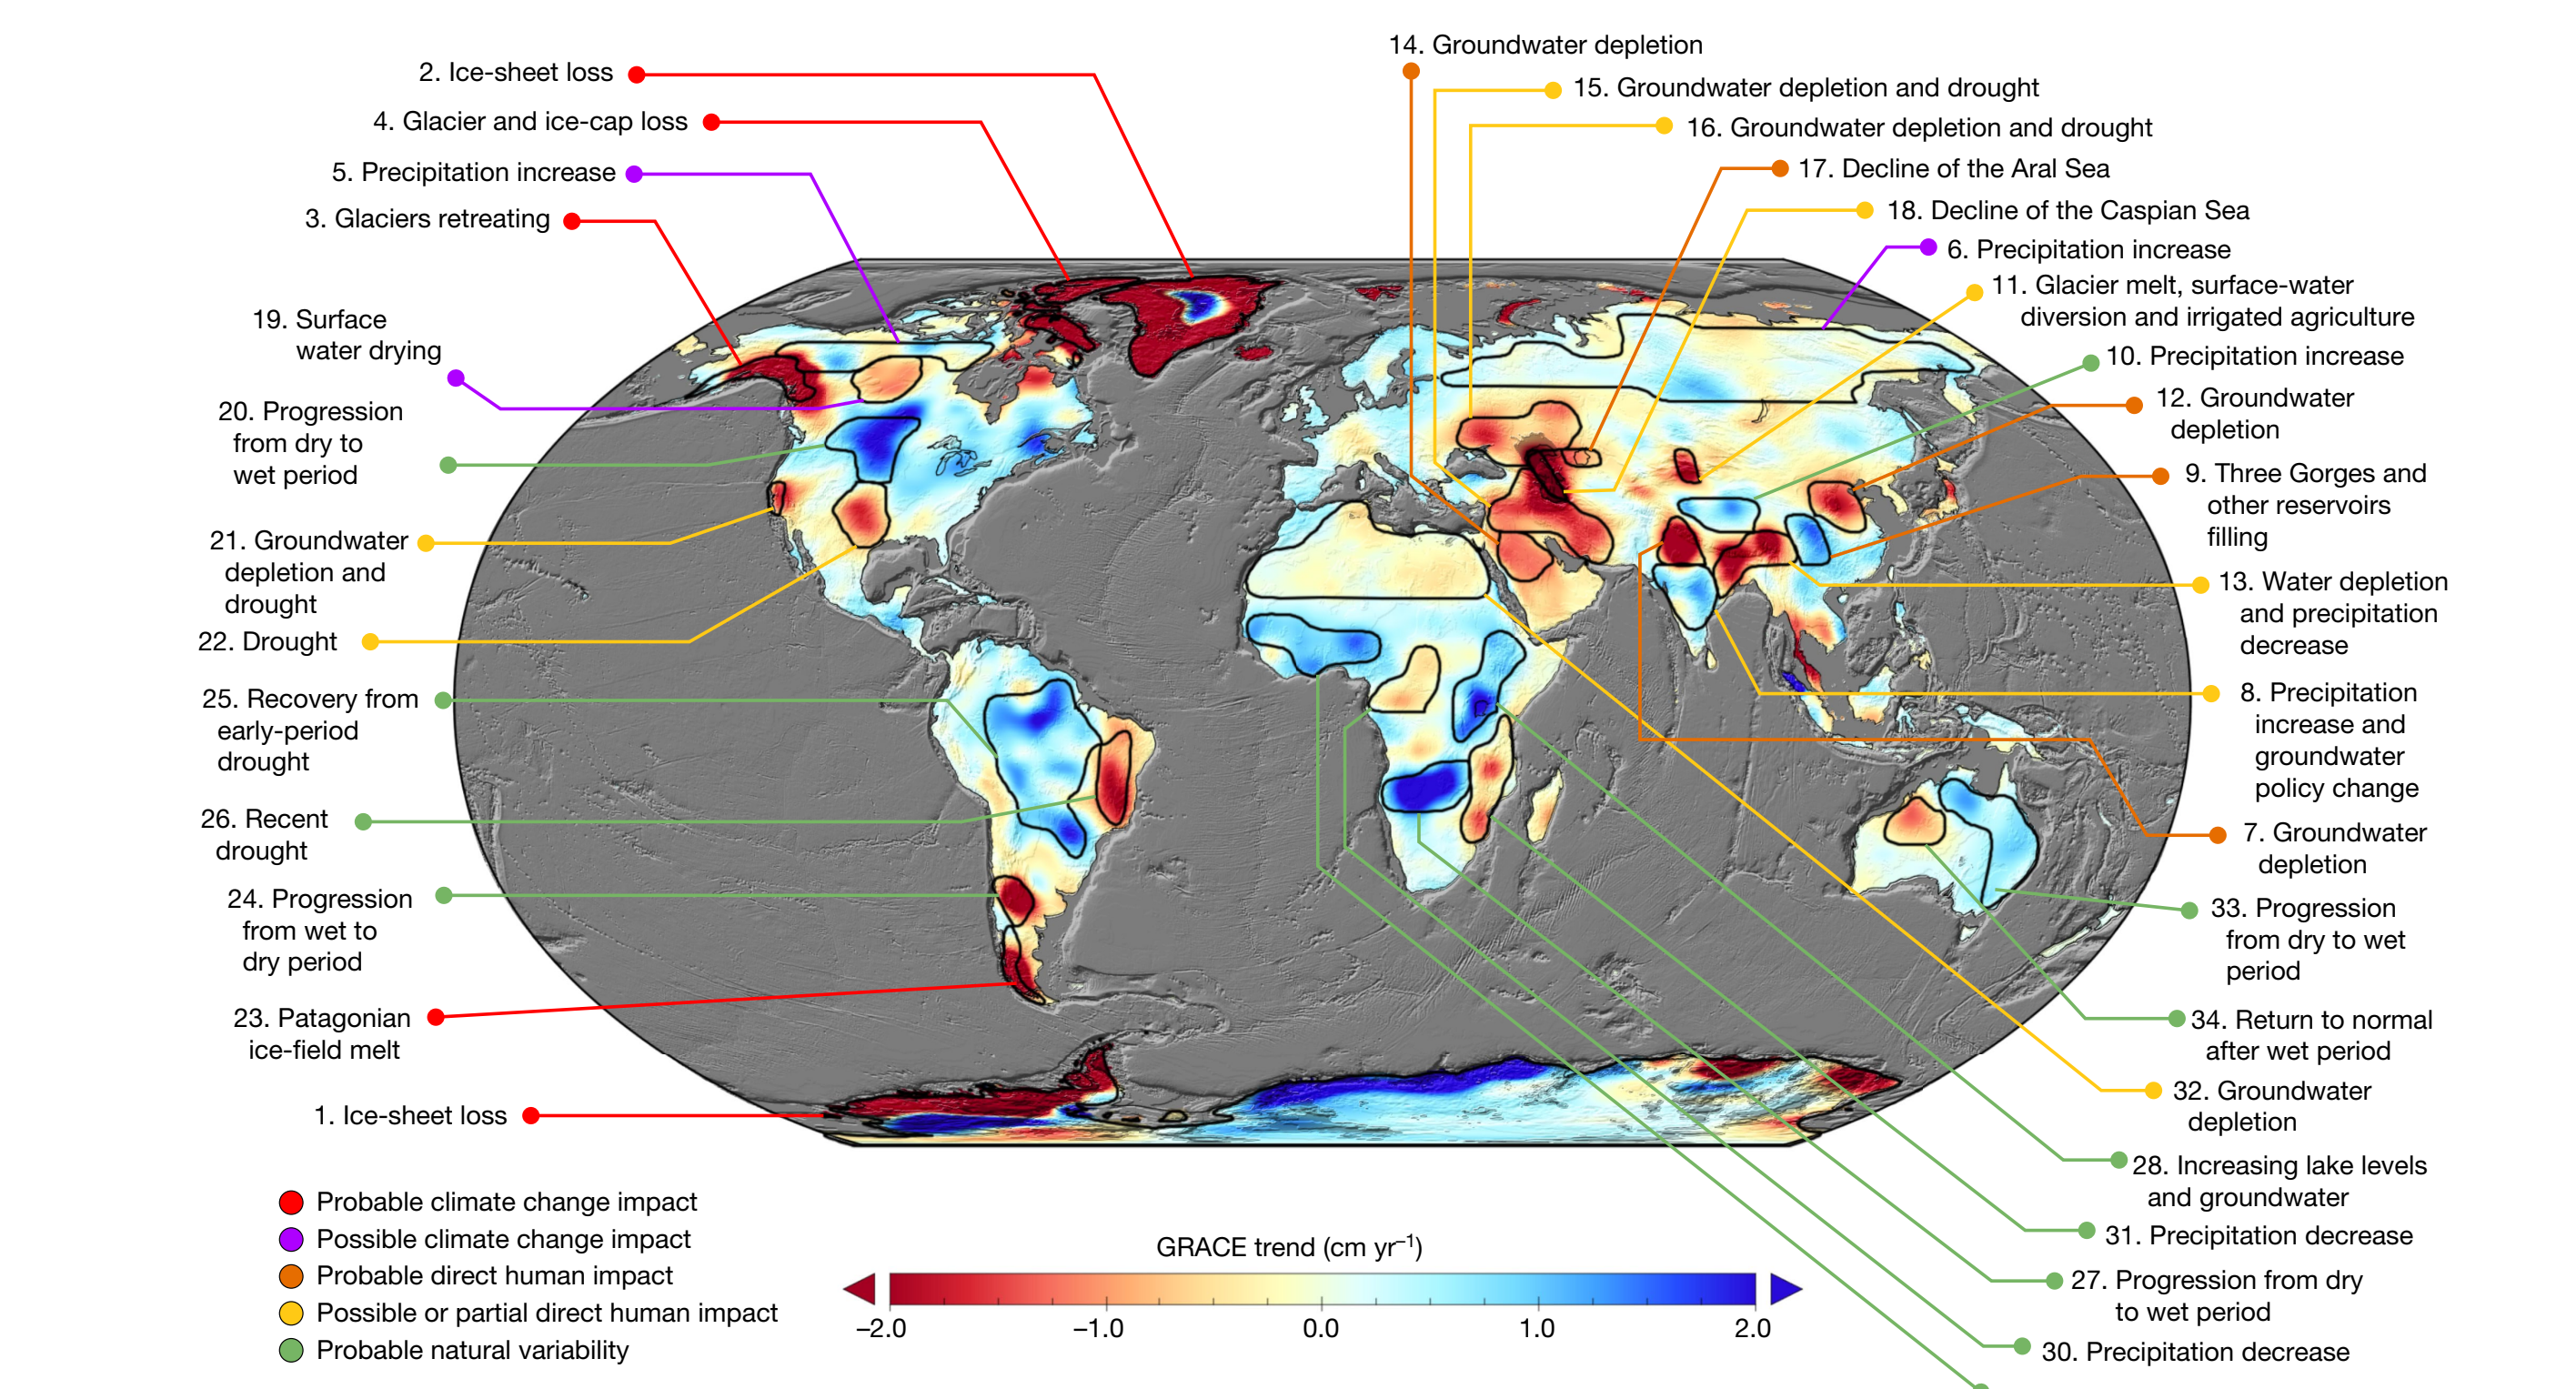 2. Ice-sheet loss
4. Glacier and ice-cap loss
5. Precipitation increase
3. Glaciers retreating
19. Surface
water drying
20. Progression
from dry to
wet period
21. Groundwater
depletion and
drought
22. Drought
25. Recovery from
early-period
drought
26. Recent
drought
24. Progression
from wet to
dry period
23. Patagonian
ice-field melt
1. Ice-sheet loss
14. Groundwater depletion
15. Groundwater depletion and drought
16. Groundwater depletion and drought
17. Decline of the Aral Sea
18. Decline of the Caspian Sea
6. Precipitation increase
11. Glacier melt, surface-water
diversion and irrigated agriculture
10. Precipitation increase
12. Groundwater
depletion
9. Three Gorges and
other reservoirs
filling
13. Water depletion
and precipitation
decrease
8. Precipitation
increase and
groundwater
policy change
7. Groundwater
depletion
33. Progression
from dry to wet
period
34. Return to normal
after wet period
32. Groundwater
depletion
28. Increasing lake levels
and groundwater
31. Precipitation decrease
27. Progression from dry
to wet period
30. Precipitation decrease
Probable climate change impact
Possible climate change impact
Probable direct human impact
Possible or partial direct human impact
Probable natural variability
GRACE trend (cm yr⁻¹)
−2.0 −1.0 0.0 1.0 2.0